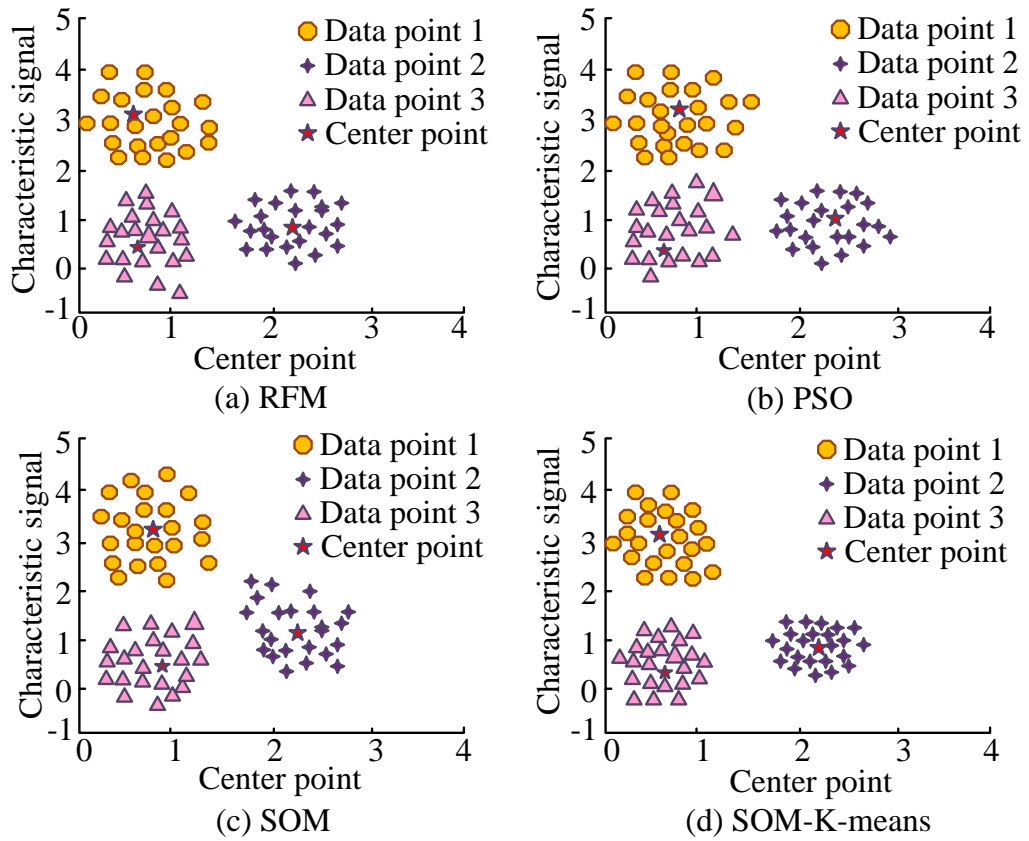 5
4
3
2
1
0
-1
Characteristic signal
Data point 1
Data point 2
Data point 3
Center point
0 1 2 3 4
Center point
(a) RFM
5
4
3
2
1
0
-1
Characteristic signal
Data point 1
Data point 2
Data point 3
Center point
0 1 2 3 4
Center point
(b) PSO
5
4
3
2
1
0
-1
Characteristic signal
Data point 1
Data point 2
Data point 3
Center point
0 1 2 3 4
Center point
(c) SOM
5
4
3
2
1
0
-1
Characteristic signal
Data point 1
Data point 2
Data point 3
Center point
0 1 2 3 4
Center point
(d) SOM-K-means